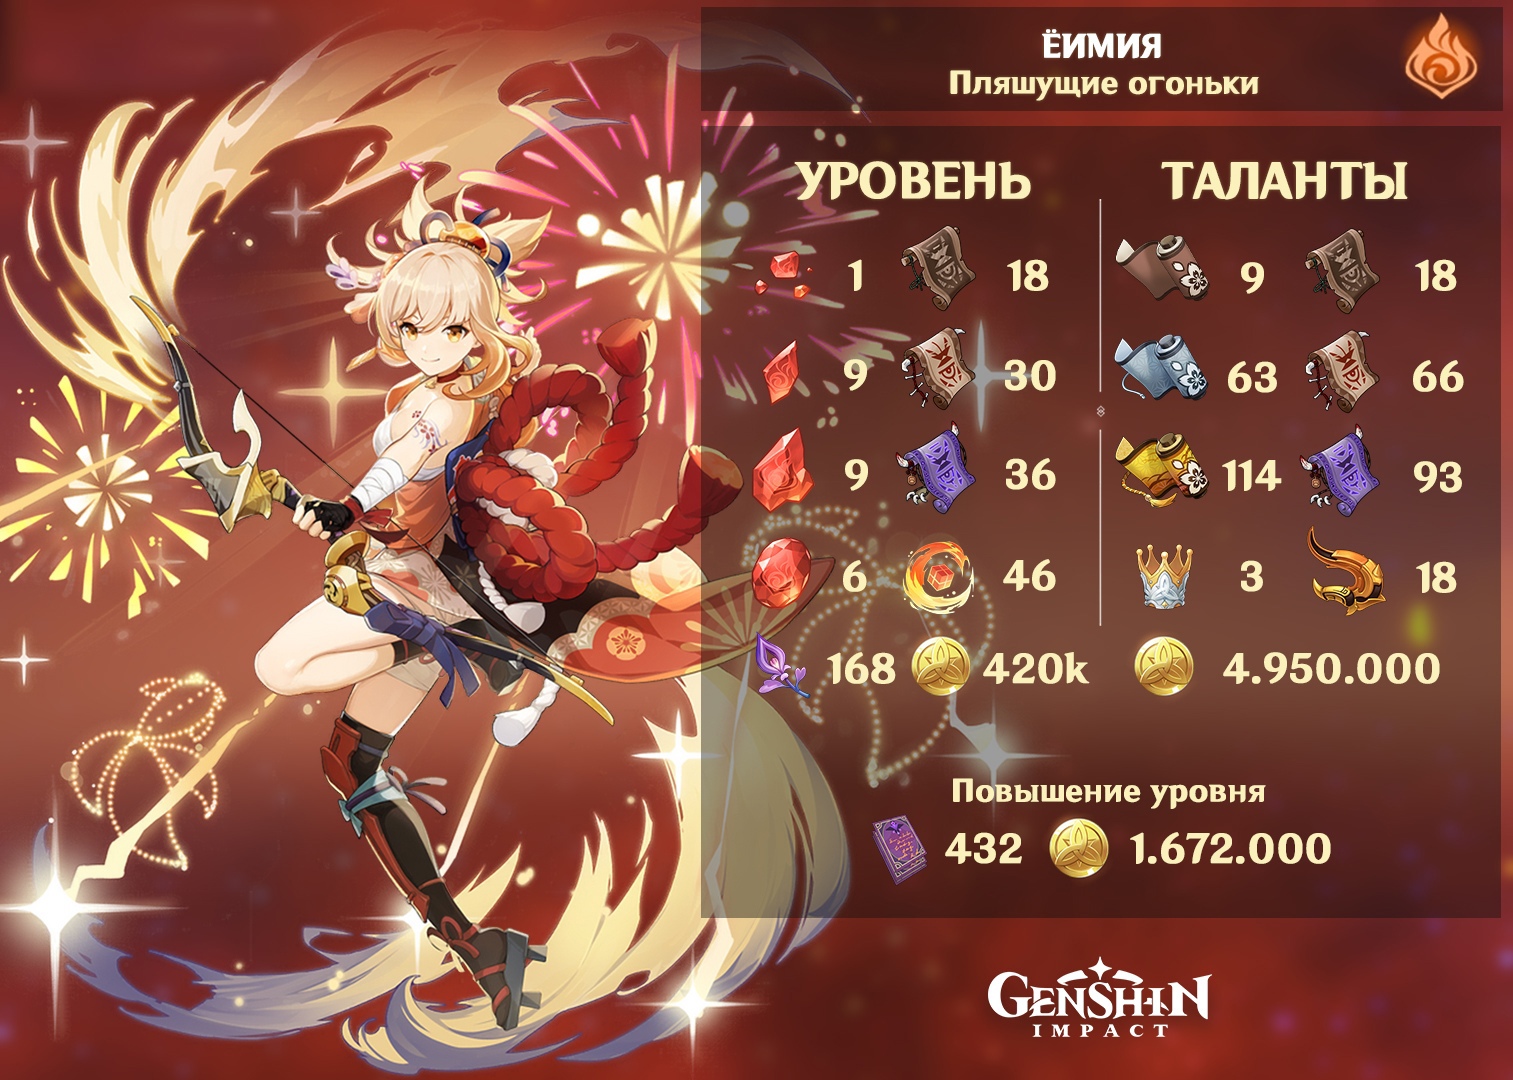 ЁИМИЯ
Пляшущие огоньки
УРОВЕНЬ ТАЛАНТЫ
1 18 9 18
9 30 63 66
9 36 114 93
6 46 3 18
168 420k 4.950.000
Повышение уровня
432 1.672.000
GENSHIN
IMPACT